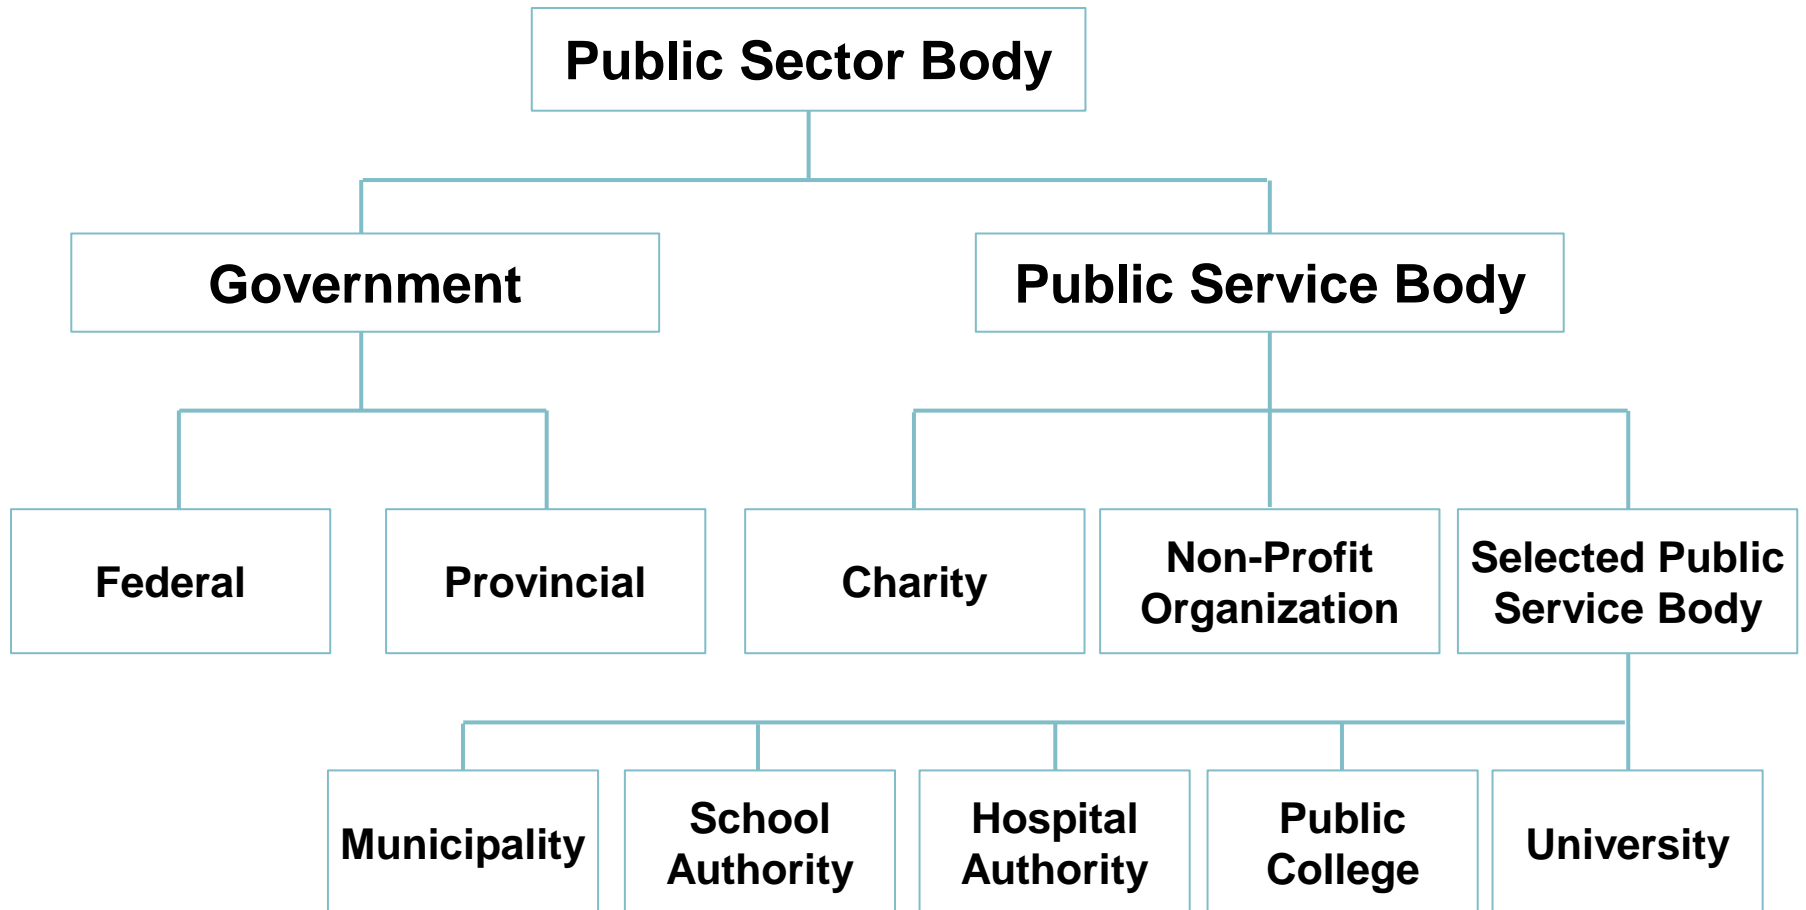 Public Sector Body
Government
Public Service Body
Federal
Provincial
Charity
Non-Profit
Organization
Selected Public
Service Body
Municipality
School
Authority
Hospital
Authority
Public
College
University